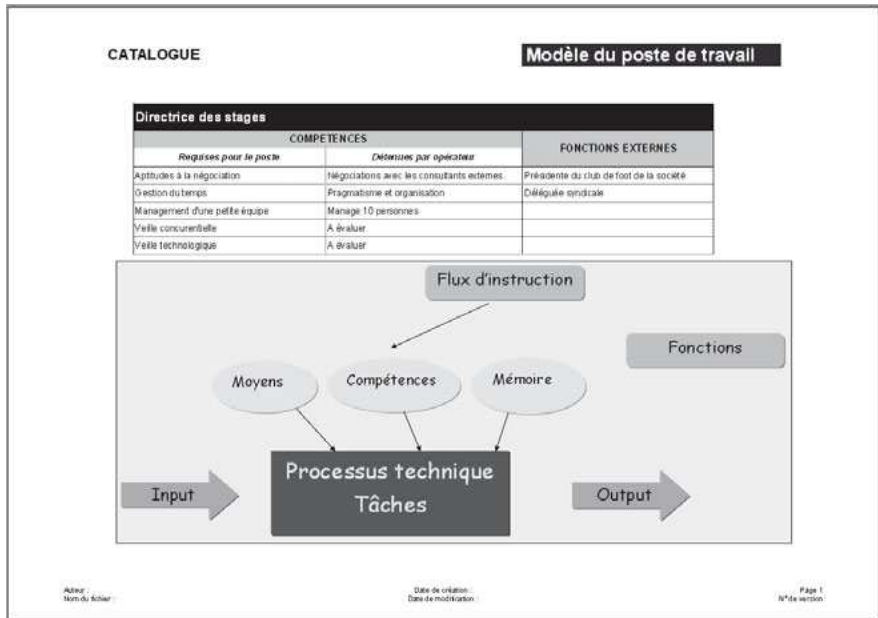 CATALOGUE
Modèle du poste de travail
Directrice des stages
COMPETENCES
FONCTIONS EXTERNES
Requises pour le poste
Détenues par opérateur
Aptitudes à la négociation
Négociations avec les consultants externes
Présidente du club de foot de la société
Gestion du temps
Pragmatisme et organisation
Déléguée syndicale
Management d'une petite équipe
Manage 10 personnes
Veille concurentielle
A évaluer
Veille technologique
A évaluer
Flux d'instruction
Fonctions
Moyens
Compétences
Mémoire
Processus technique
Tâches
Input
Output
Auteur :
Nom du fichier :
Date de création :
Date de modification :
Page 1
N° de version